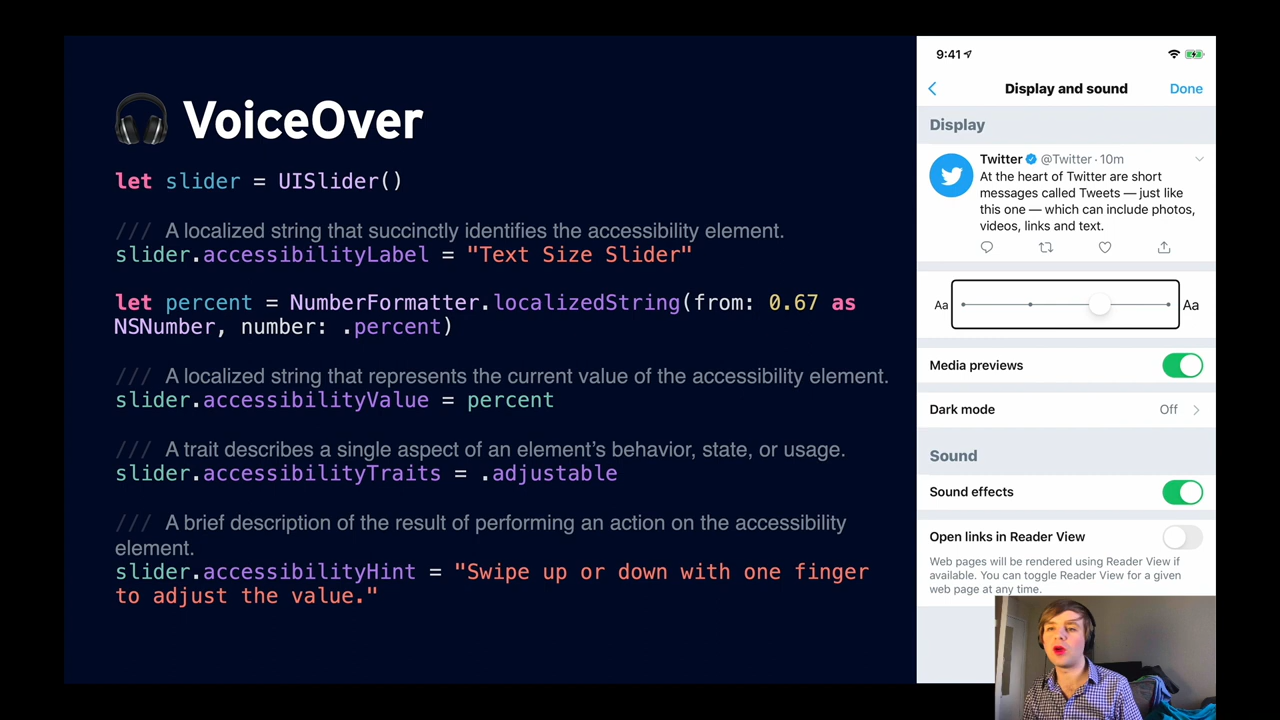 VoiceOver
let slider = UISlider()
/// A localized string that succinctly identifies the accessibility element.
slider.accessibilityLabel = "Text Size Slider"
let percent = NumberFormatter.localizedString(from: 0.67 as
NSNumber, number: .percent)
/// A localized string that represents the current value of the accessibility element.
slider.accessibilityValue = percent
/// A trait describes a single aspect of an element’s behavior, state, or usage.
slider.accessibilityTraits = .adjustable
/// A brief description of the result of performing an action on the accessibility
element.
slider.accessibilityHint = "Swipe up or down with one finger
to adjust the value."
9:41
Display and sound Done
Display
Twitter @Twitter · 10m
At the heart of Twitter are short
messages called Tweets — just like
this one — which can include photos,
videos, links and text.
Aa Aa
Media previews
Dark mode Off
Sound
Sound effects
Open links in Reader View
Web pages will be rendered using Reader View if
available. You can toggle Reader View for a given
web page at any time.